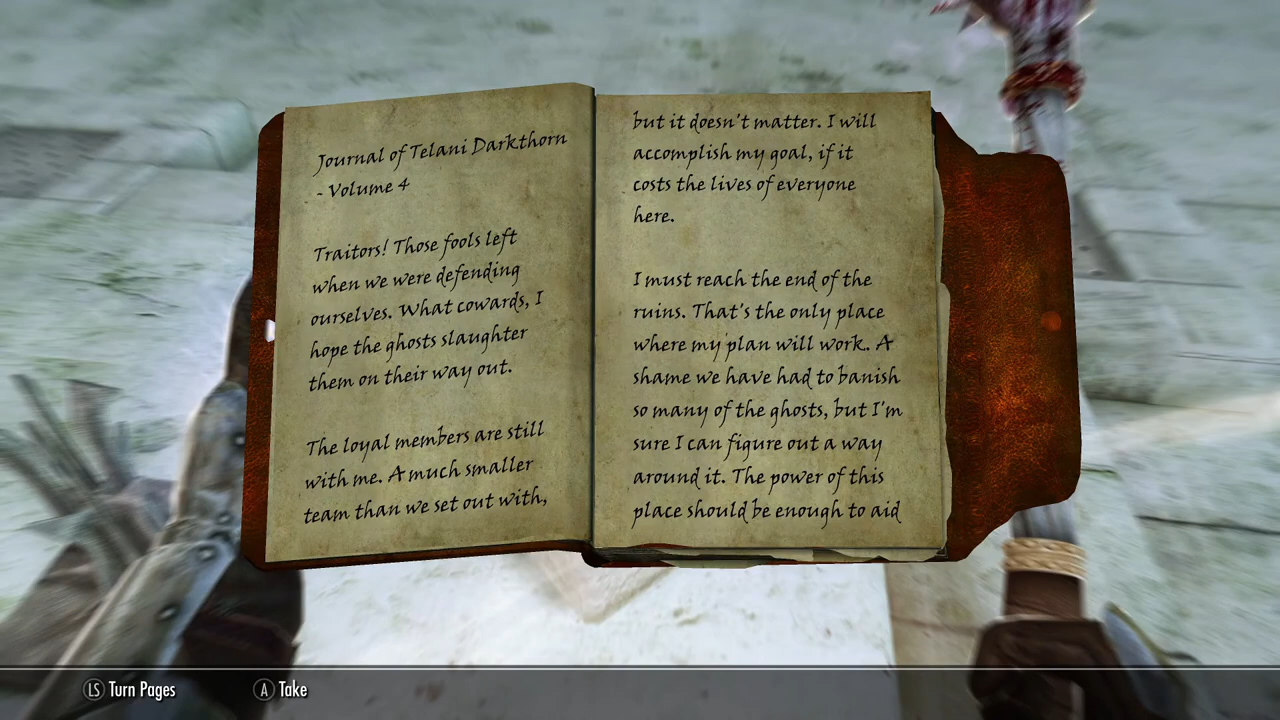 Journal of Telani Darkthorn
- Volume 4
Traitors! Those fools left
when we were defending
ourselves. What cowards, I
hope the ghosts slaughter
them on their way out.
The loyal members are still
with me. A much smaller
team than we set out with,
but it doesn't matter. I will
accomplish my goal, if it
costs the lives of everyone
here.
I must reach the end of the
ruins. That's the only place
where my plan will work. A
shame we have had to banish
so many of the ghosts, but I'm
sure I can figure out a way
around it. The power of this
place should be enough to aid
LS Turn Pages
A Take